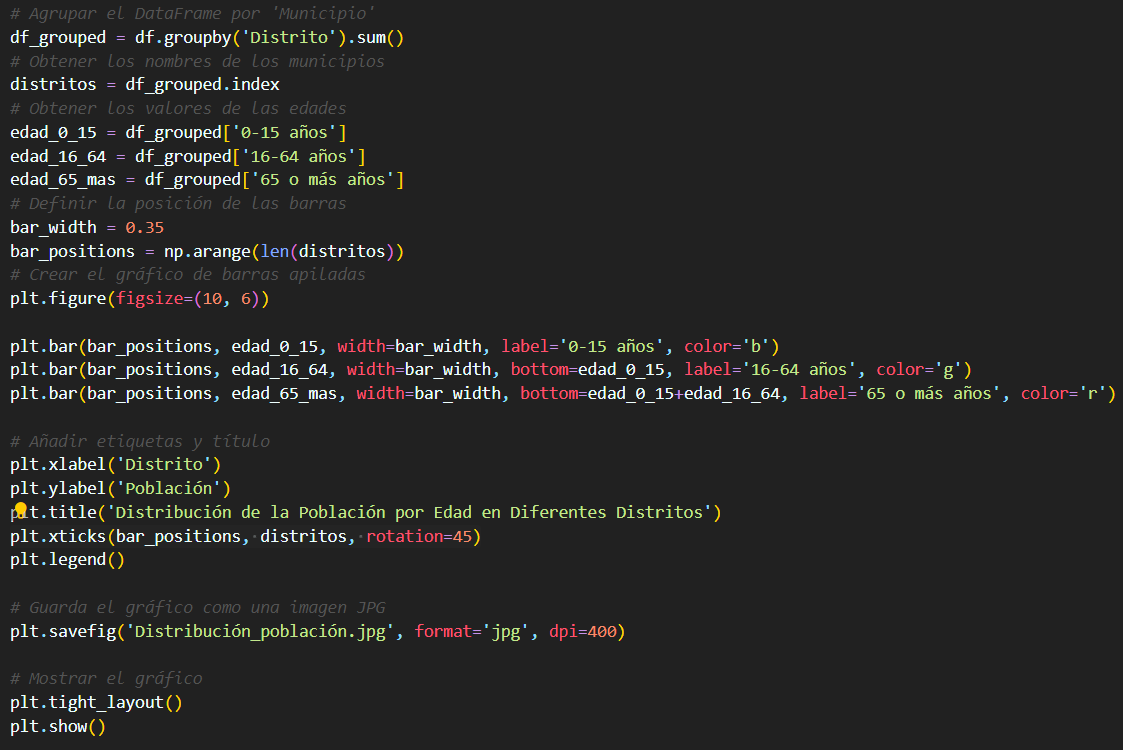 # Agrupar el DataFrame por 'Municipio'
df_grouped = df.groupby('Distrito').sum()
# Obtener los nombres de los municipios
distritos = df_grouped.index
# Obtener los valores de las edades
edad_0_15 = df_grouped['0-15 años']
edad_16_64 = df_grouped['16-64 años']
edad_65_mas = df_grouped['65 o más años']
# Definir la posición de las barras
bar_width = 0.35
bar_positions = np.arange(len(distritos))
# Crear el gráfico de barras apiladas
plt.figure(figsize=(10, 6))
plt.bar(bar_positions, edad_0_15, width=bar_width, label='0-15 años', color='b')
plt.bar(bar_positions, edad_16_64, width=bar_width, bottom=edad_0_15, label='16-64 años', color='g')
plt.bar(bar_positions, edad_65_mas, width=bar_width, bottom=edad_0_15+edad_16_64, label='65 o más años', color='r')
# Añadir etiquetas y título
plt.xlabel('Distrito')
plt.ylabel('Población')
plt.title('Distribución de la Población por Edad en Diferentes Distritos')
plt.xticks(bar_positions, distritos, rotation=45)
plt.legend()
# Guarda el gráfico como una imagen JPG
plt.savefig('Distribución_población.jpg', format='jpg', dpi=400)
# Mostrar el gráfico
plt.tight_layout()
plt.show()